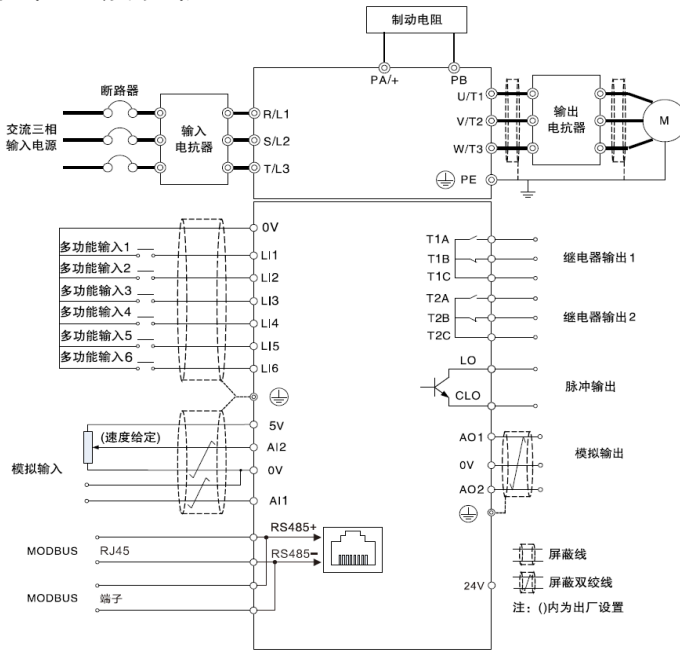 制动电阻
PA/+
PB
断路器
交流三相
输入电源
输入
电抗器
R/L1
S/L2
T/L3
U/T1
V/T2
W/T3
PE
输出
电抗器
M
0V
多功能输入1
LI1
多功能输入2
LI2
多功能输入3
LI3
多功能输入4
LI4
多功能输入5
LI5
多功能输入6
LI6
T1A
T1B
T1C
继电器输出1
T2A
T2B
T2C
继电器输出2
LO
CLO
脉冲输出
5V
(速度给定)
AI2
模拟输入
0V
AI1
AO1
0V
AO2
模拟输出
MODBUS
RJ45
RS485+
RS485-
MODBUS
端子
24V
屏蔽线
屏蔽双绞线
注：()内为出厂设置